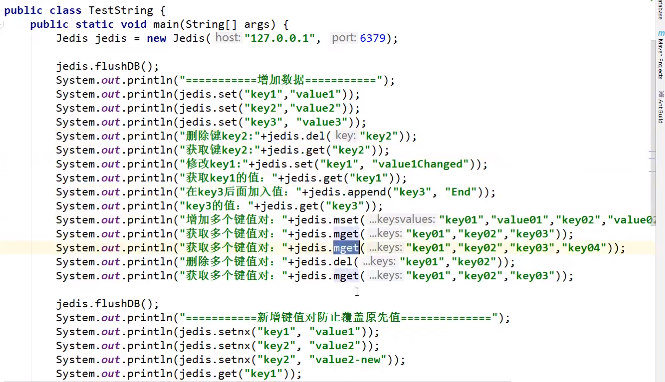 public class TestString {
public static void main(String[] args) {
Jedis jedis = new Jedis( host: "127.0.0.1", port: 6379);
jedis.flushDB();
System.out.println("===========增加数据===========");
System.out.println(jedis.set("key1","value1"));
System.out.println(jedis.set("key2","value2"));
System.out.println(jedis.set("key3", "value3"));
System.out.println("删除键key2:"+jedis.del( key: "key2"));
System.out.println("获取键key2:"+jedis.get("key2"));
System.out.println("修改key1:"+jedis.set("key1", "value1Changed"));
System.out.println("获取key1的值："+jedis.get("key1"));
System.out.println("在key3后面加入值："+jedis.append("key3", "End"));
System.out.println("key3的值："+jedis.get("key3"));
System.out.println("增加多个键值对："+jedis.mset( ...keysvalues: "key01","value01","key02","value02
System.out.println("获取多个键值对："+jedis.mget( ...keys: "key01","key02","key03"));
System.out.println("获取多个键值对："+jedis.mget( ...keys: "key01","key02","key03","key04"));
System.out.println("删除多个键值对："+jedis.del( ...keys: "key01","key02"));
System.out.println("获取多个键值对："+jedis.mget( ...keys: "key01","key02","key03"));
jedis.flushDB();
System.out.println("===========新增键值对防止覆盖原先值==============");
System.out.println(jedis.setnx("key1", "value1"));
System.out.println(jedis.setnx("key2", "value2"));
System.out.println(jedis.setnx("key2", "value2-new"));
System.out.println(jedis.get("key1"));
Maven Projects
Ant Build